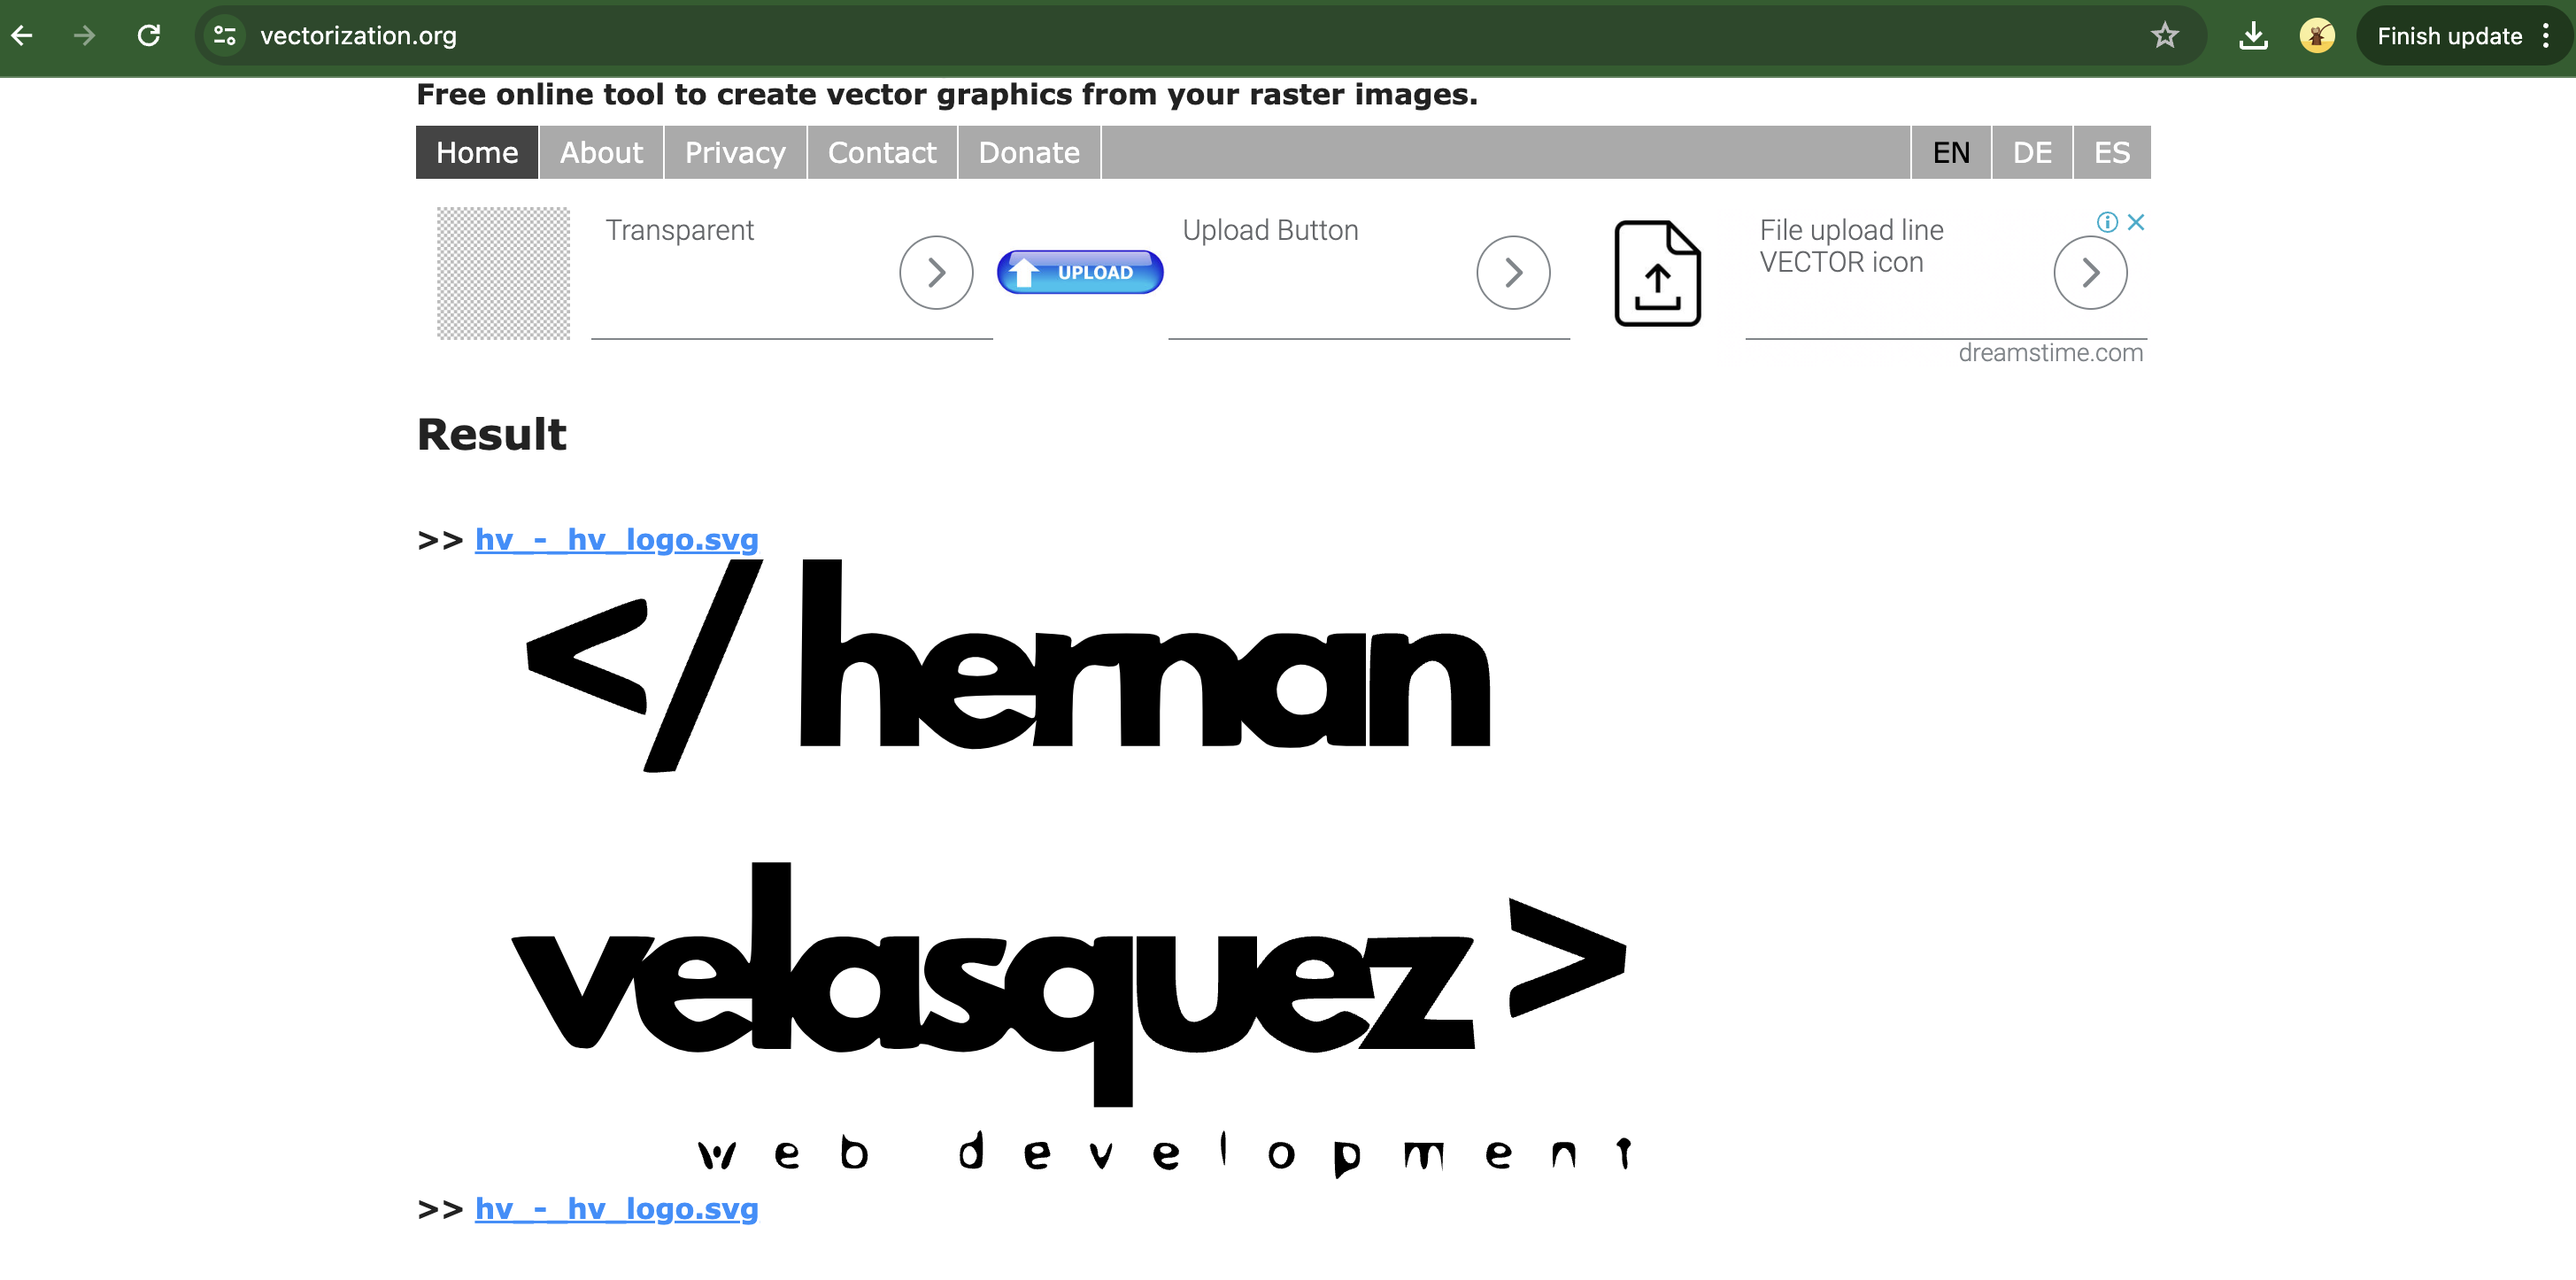 vectorization.org
Finish update
Free online tool to create vector graphics from your raster images.
Home About Privacy Contact Donate EN DE ES
Transparent
UPLOAD
Upload Button
File upload line
VECTOR icon
dreamstime.com
Result
>> hv_-_hv_logo.svg
</ hernan
velasquez >
web development
>> hv_-_hv_logo.svg